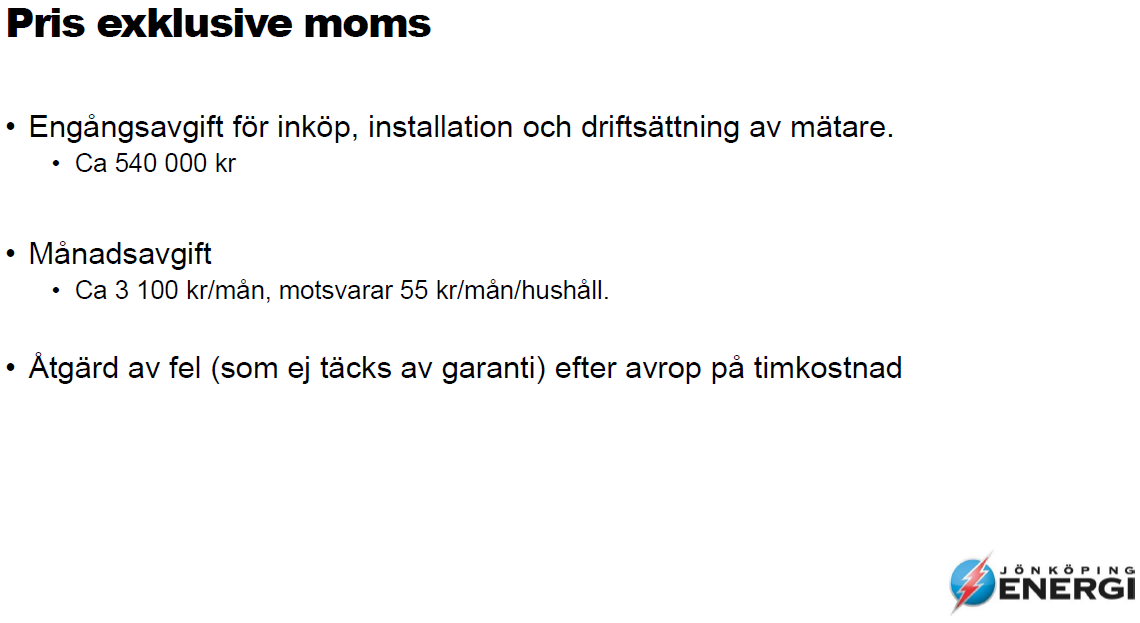 Pris exklusive moms
• Engångsavgift för inköp, installation och driftsättning av mätare.
• Ca 540 000 kr
• Månadsavgift
• Ca 3 100 kr/mån, motsvarar 55 kr/mån/hushåll.
• Åtgärd av fel (som ej täcks av garanti) efter avrop på timkostnad
JÖNKÖPING
ENERGI